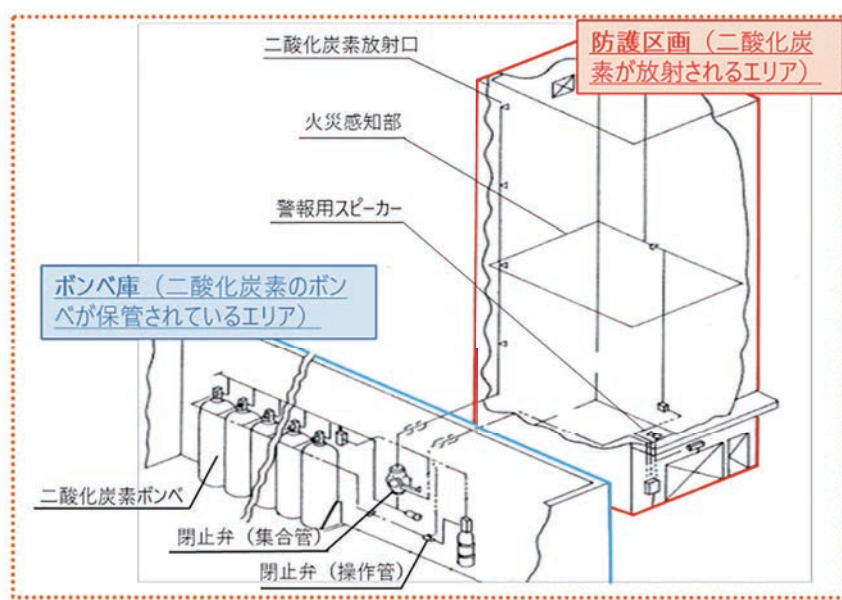 二酸化炭素放射口
防護区画（二酸化炭
素が放射されるエリア）
火災感知部
警報用スピーカー
ボンベ庫（二酸化炭素のボン
ベが保管されているエリア）
二酸化炭素ボンベ
閉止弁（集合管）
閉止弁（操作管）